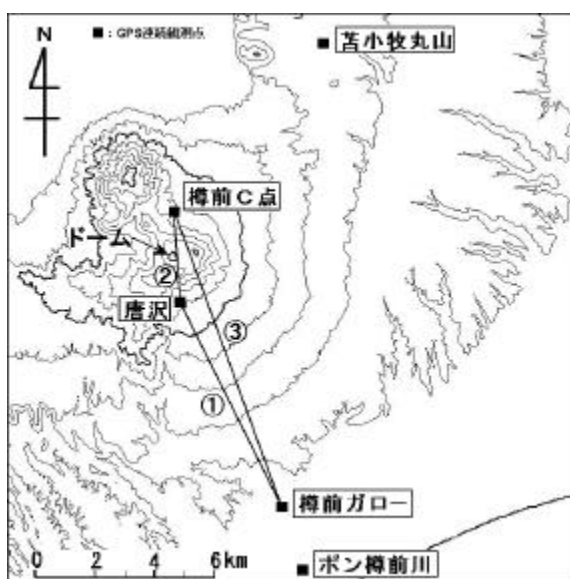 N
■:GPS連続観測点
苫小牧丸山
樽前C点
ドーム
②
唐沢
③
①
樽前ガロー
0 2 4 6km
ポン樽前川